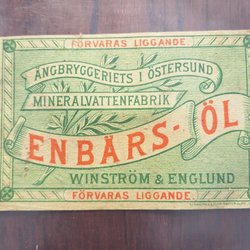 FÖRVARAS LIGGANDE.
ÅNGBRYGGERIETS I ÖSTERSUND
MINERALVATTENFABRIK
ENBÄRS-ÖL
WINSTRÖM & ENGLUND
FÖRVARAS LIGGANDE.